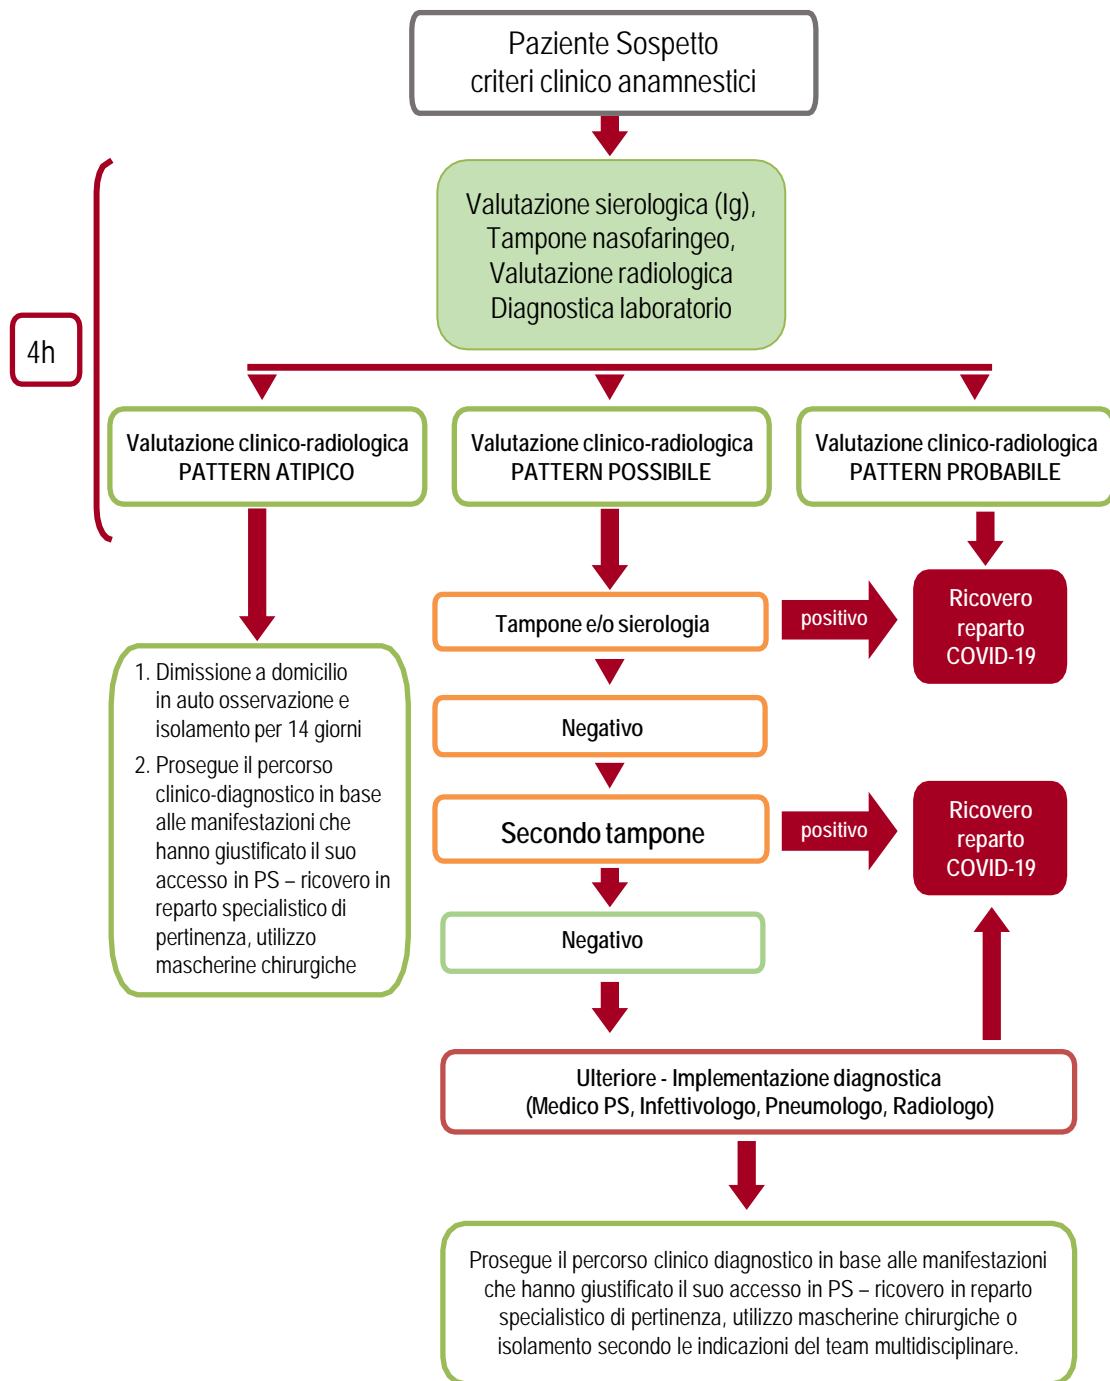 Paziente Sospetto
criteri clinico anamnestici
Valutazione sierologica (Ig),
Tampone nasofaringeo,
Valutazione radiologica
Diagnostica laboratorio
4h
Valutazione clinico-radiologica
PATTERN ATIPICO
Valutazione clinico-radiologica
PATTERN POSSIBILE
Valutazione clinico-radiologica
PATTERN PROBABILE
Tampone e/o sierologia
positivo
Ricovero
reparto
COVID-19
1. Dimissione a domicilio
in auto osservazione e
isolamento per 14 giorni
2. Prosegue il percorso
clinico-diagnostico in base
alle manifestazioni che
hanno giustificato il suo
accesso in PS – ricovero in
reparto specialistico di
pertinenza, utilizzo
mascherine chirurgiche
Negativo
Secondo tampone
positivo
Ricovero
reparto
COVID-19
Negativo
Ulteriore - Implementazione diagnostica
(Medico PS, Infettivologo, Pneumologo, Radiologo)
Prosegue il percorso clinico diagnostico in base alle manifestazioni
che hanno giustificato il suo accesso in PS – ricovero in reparto
specialistico di pertinenza, utilizzo mascherine chirurgiche o
isolamento secondo le indicazioni del team multidisciplinare.